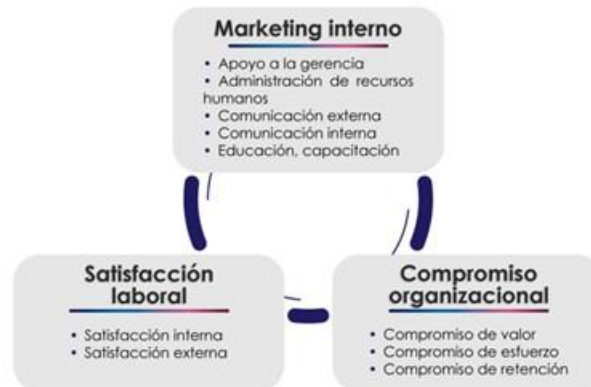 Marketing interno
• Apoyo a la gerencia
• Administración de recursos
humanos
• Comunicación externa
• Comunicación interna
• Educación, capacitación
Satisfacción
laboral
• Satisfacción interna
• Satisfacción externa
Compromiso
organizacional
• Compromiso de valor
• Compromiso de esfuerzo
• Compromiso de retención